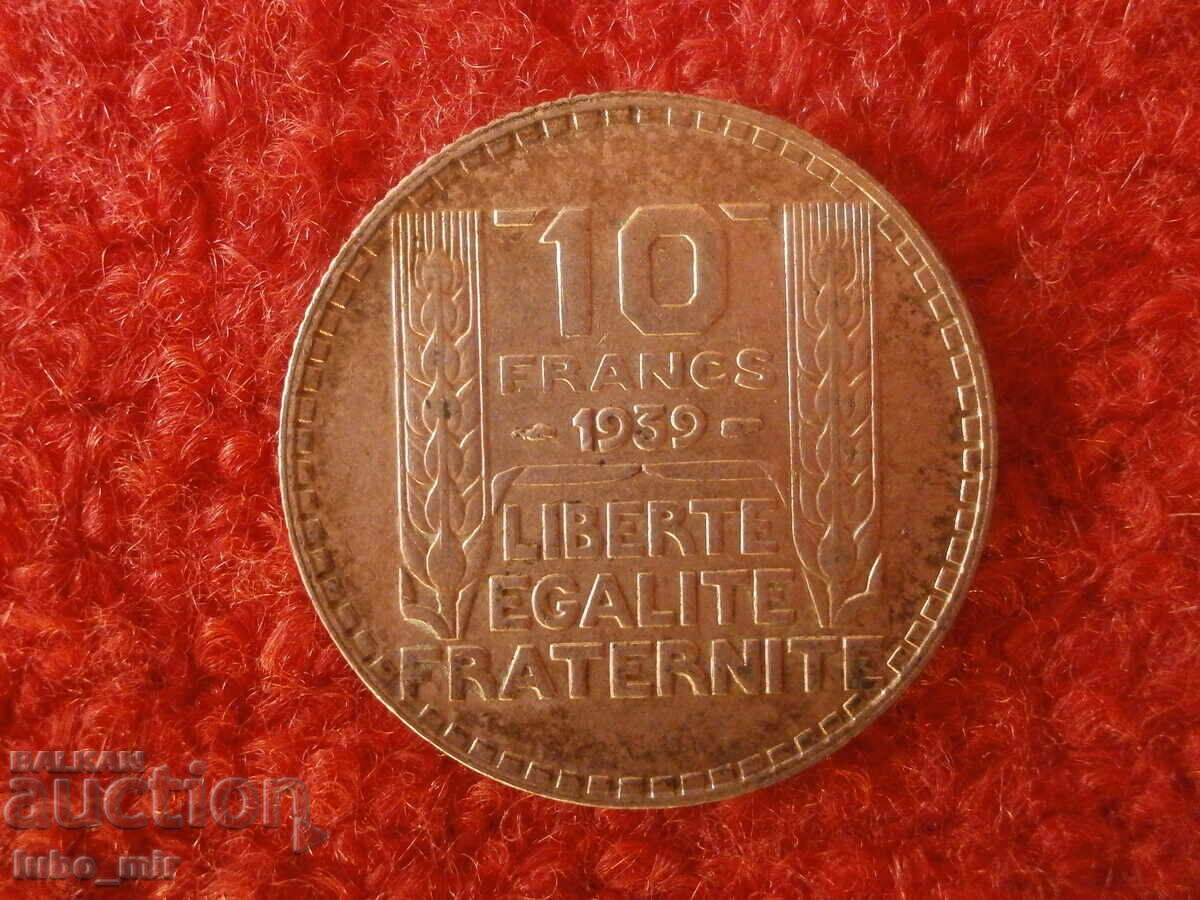 10
FRANCS
1939
LIBERTE
EGALITE
FRATERNITE
BALKAN
auction
lubo_mir